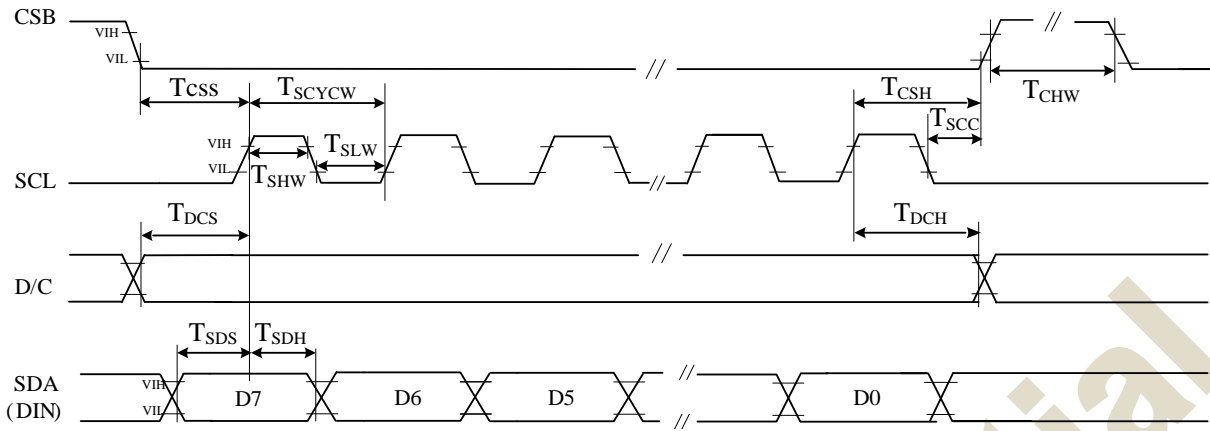 CSB
VIH
VIL
Tcss
TSCYCW
TCSH
TCHW
TSCC
VIH
VIL
TSLW
TSHW
SCL
TDCS
TDCH
D/C
TSDS
TSDH
SDA
(DIN)
VIH
VIL
D7
D6
D5
D0